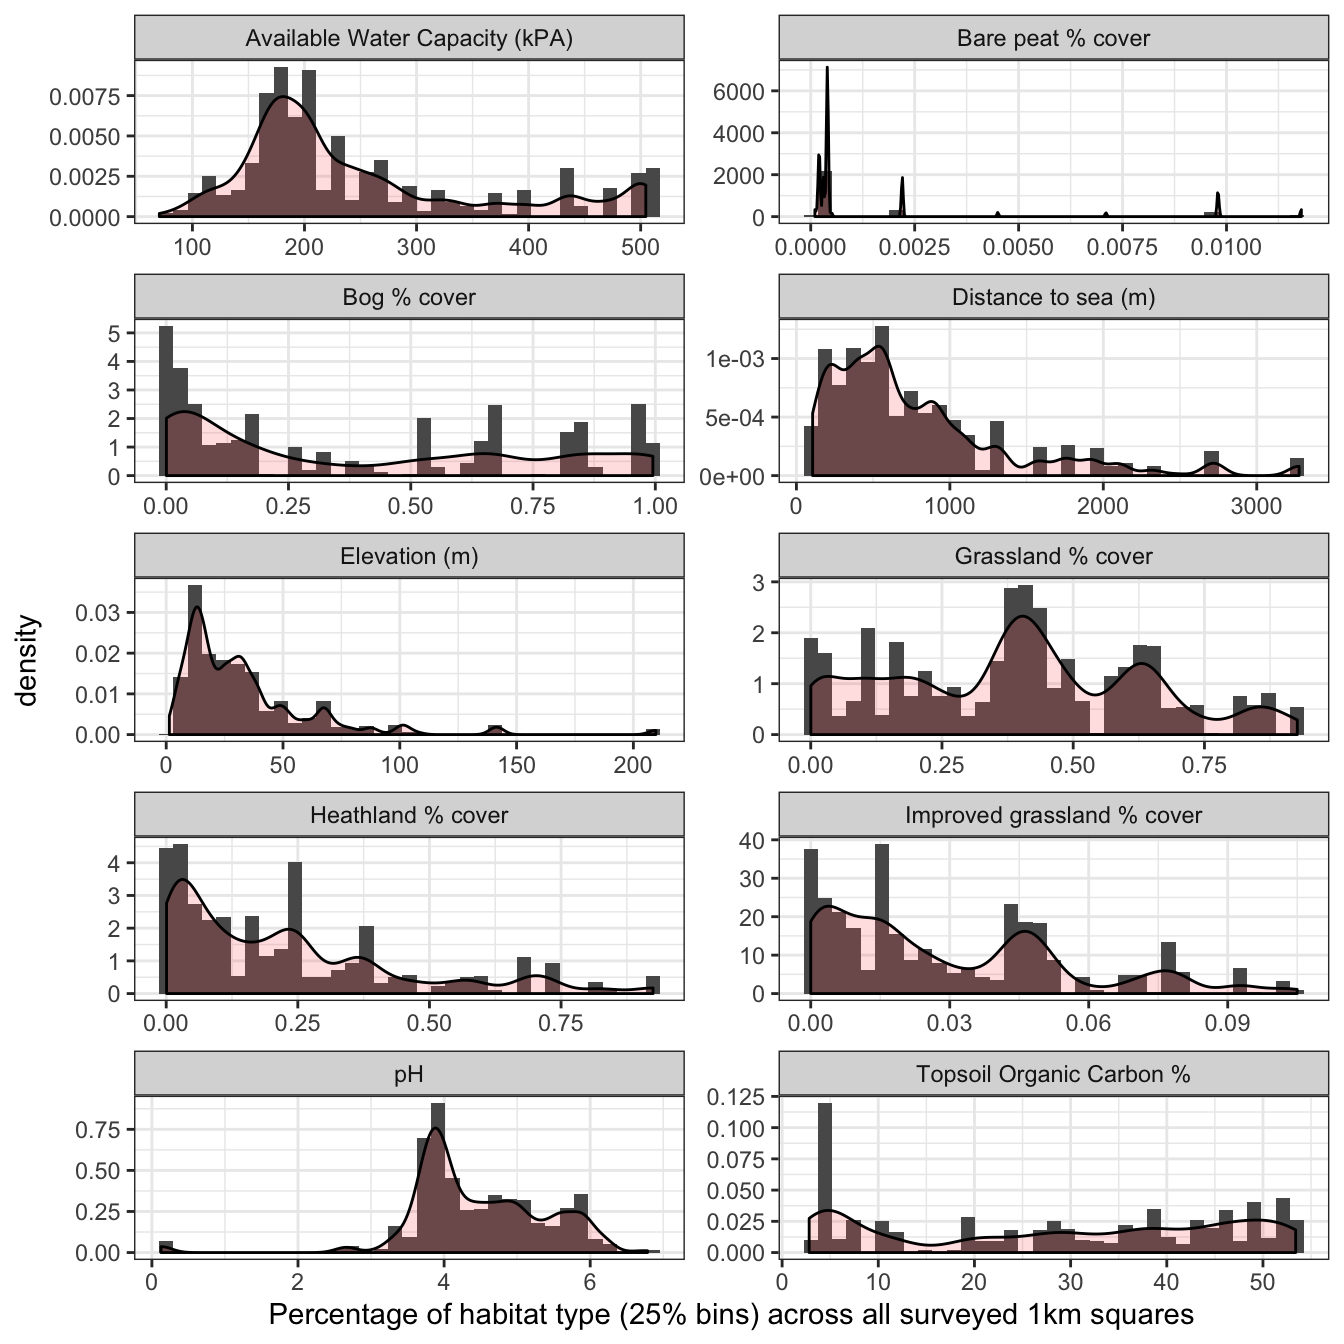 Available Water Capacity (kPA)
0.0075
0.0050
0.0025
0.0000
100 200 300 400 500
Bare peat % cover
6000
4000
2000
0
0.0000 0.0025 0.0050 0.0075 0.0100
Bog % cover
5
4
3
2
1
0
0.00 0.25 0.50 0.75 1.00
Distance to sea (m)
1e-03
5e-04
0e+00
0 1000 2000 3000
Elevation (m)
0.03
0.02
0.01
0.00
0 50 100 150 200
Grassland % cover
3
2
1
0
0.00 0.25 0.50 0.75
density
Heathland % cover
4
3
2
1
0
0.00 0.25 0.50 0.75
Improved grassland % cover
40
30
20
10
0
0.00 0.03 0.06 0.09
pH
0.75
0.50
0.25
0.00
0 2 4 6
Topsoil Organic Carbon %
0.125
0.100
0.075
0.050
0.025
0.000
0 10 20 30 40 50
Percentage of habitat type (25% bins) across all surveyed 1km squares